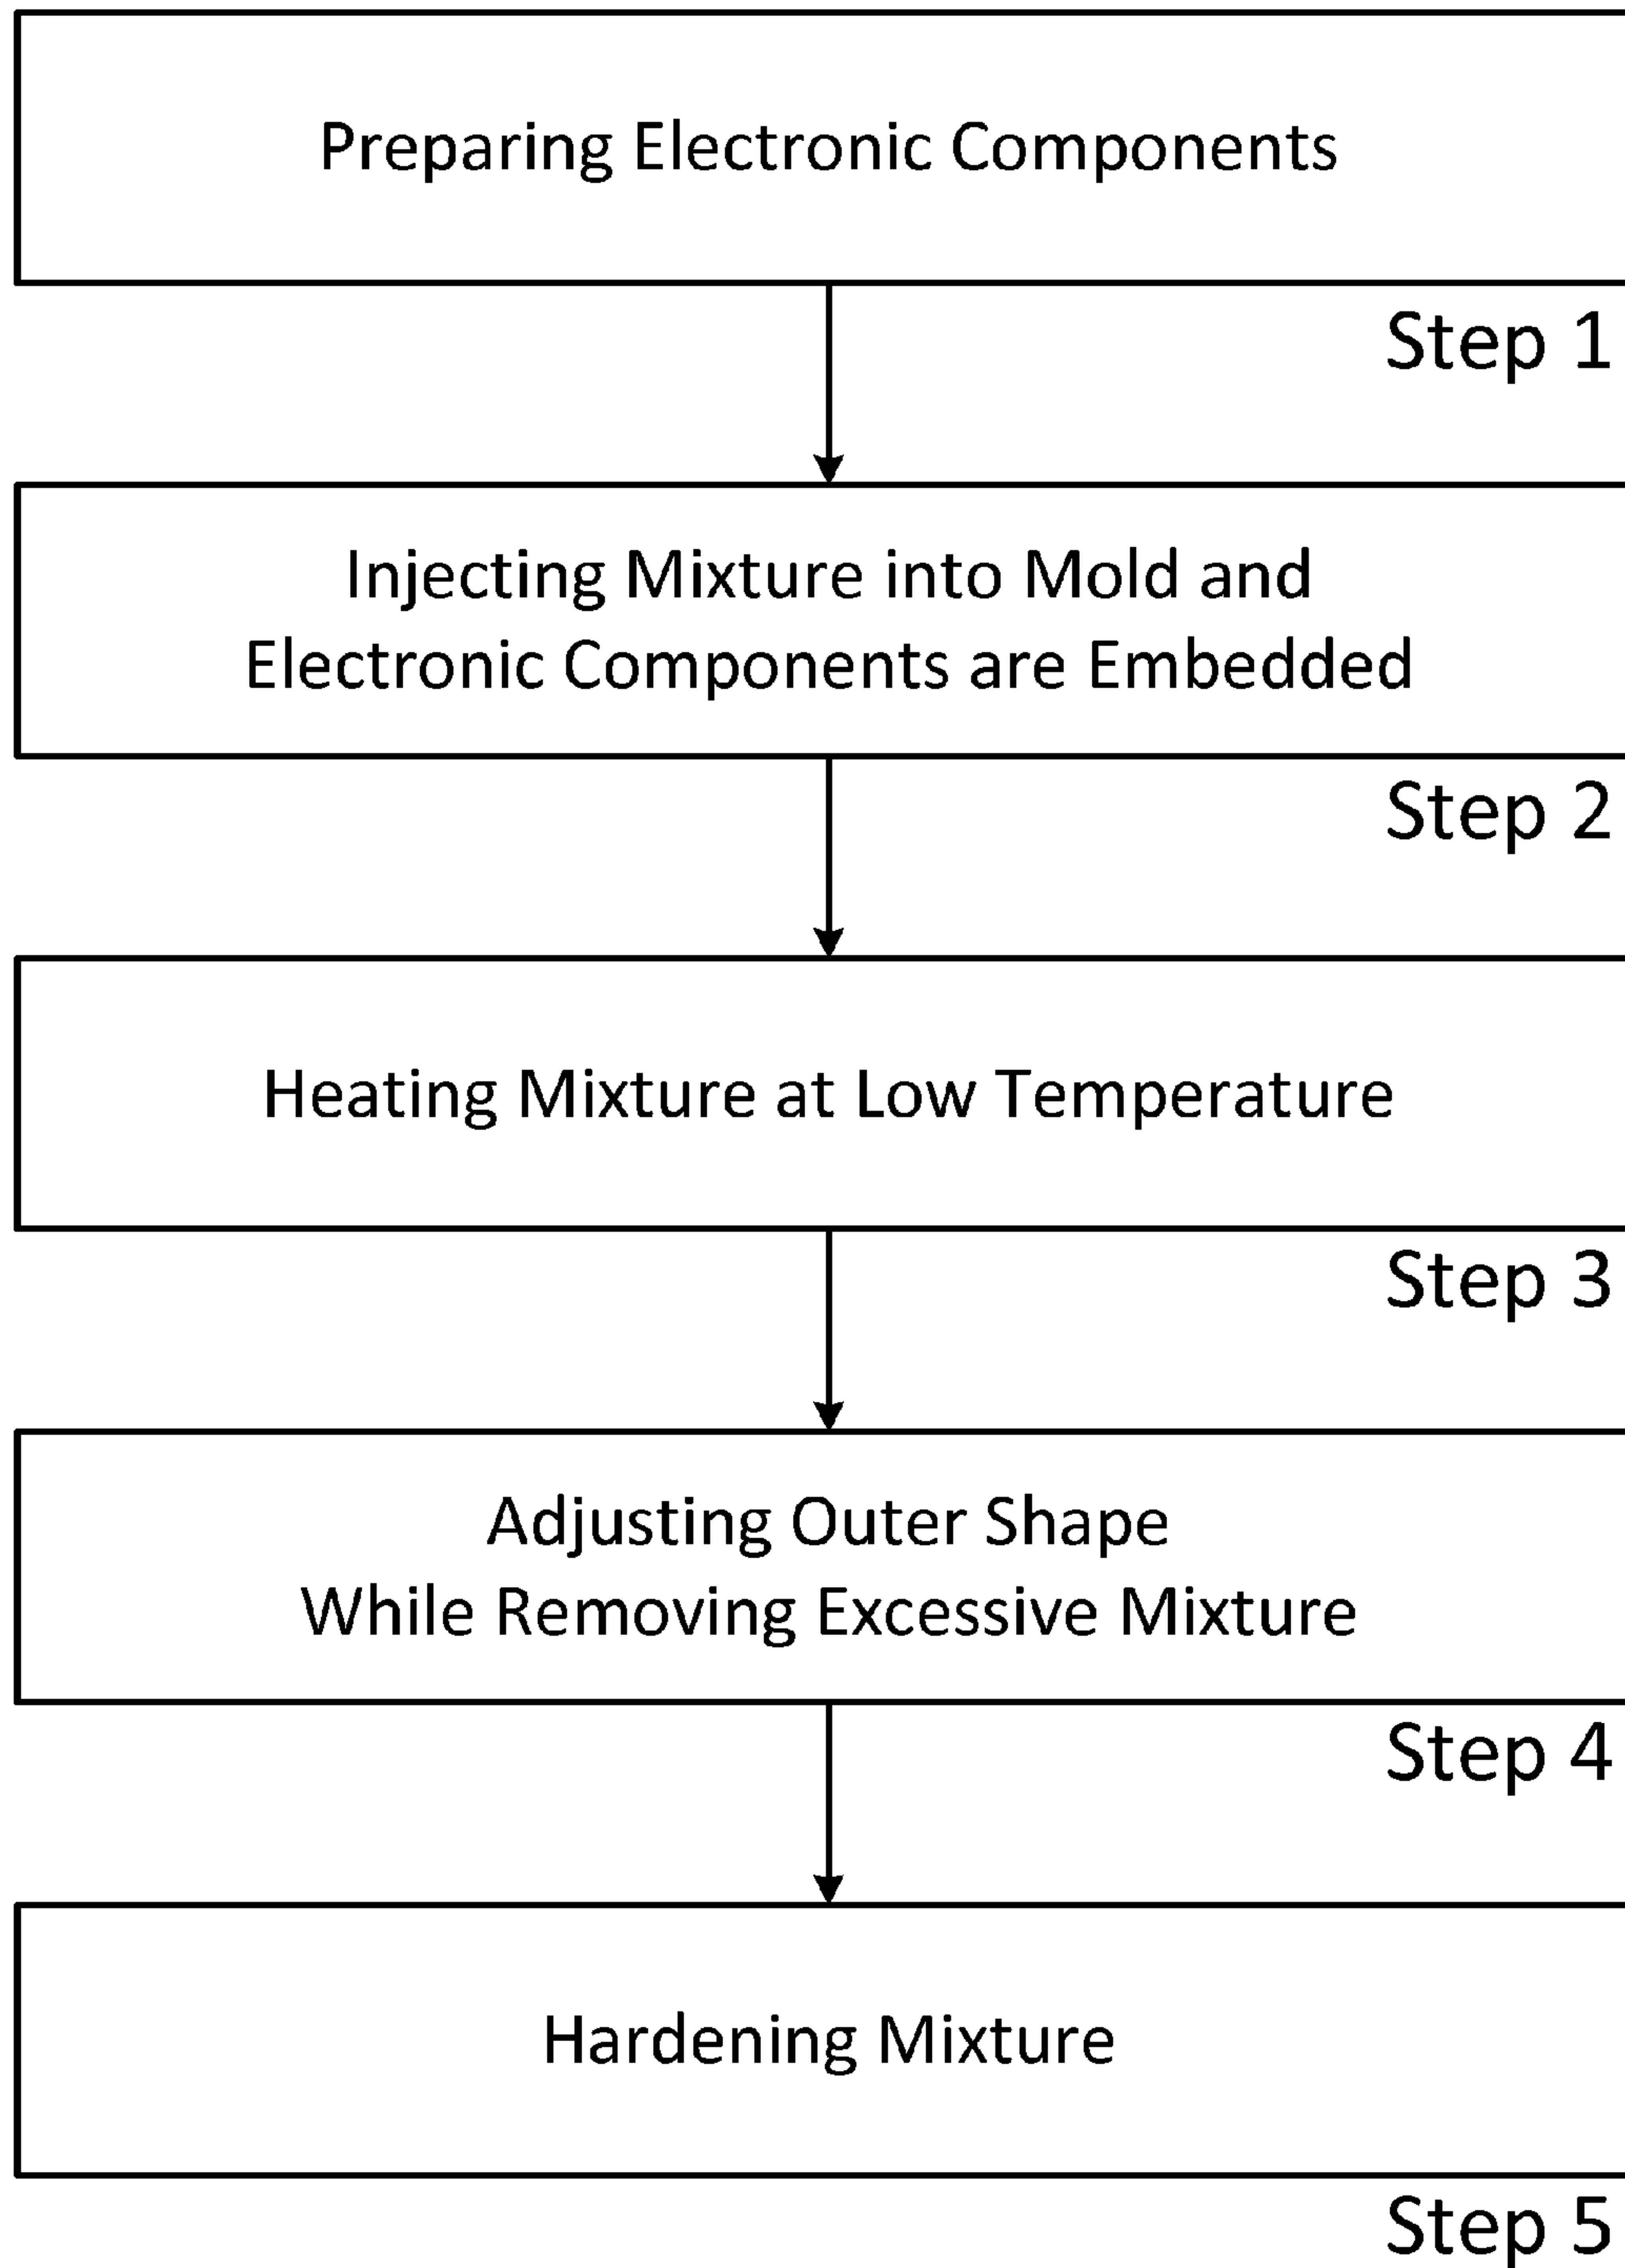 Preparing Electronic Components
Step 1
Injecting Mixture into Mold and
Electronic Components are Embedded
Step 2
Heating Mixture at Low Temperature
Step 3
Adjusting Outer Shape
While Removing Excessive Mixture
Step 4
Hardening Mixture
Step 5